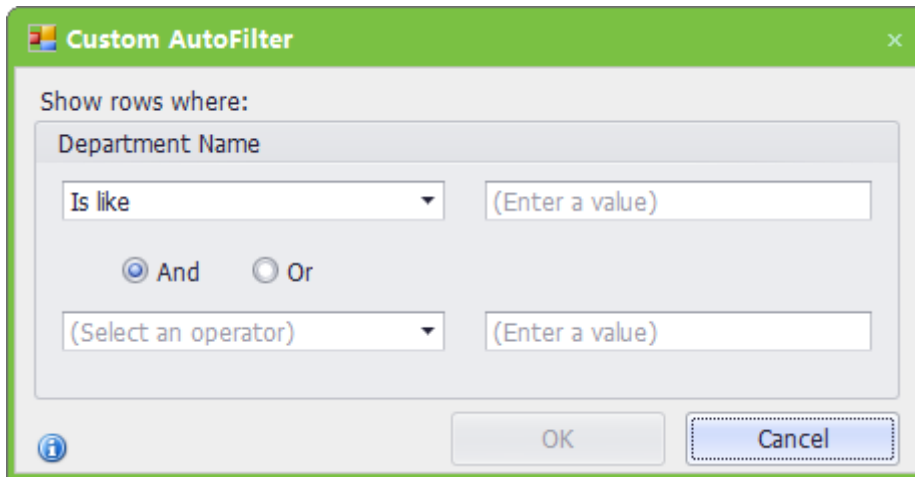 Custom AutoFilter
Show rows where:
Department Name
Is like (Enter a value)
And Or
(Select an operator) (Enter a value)
OK Cancel